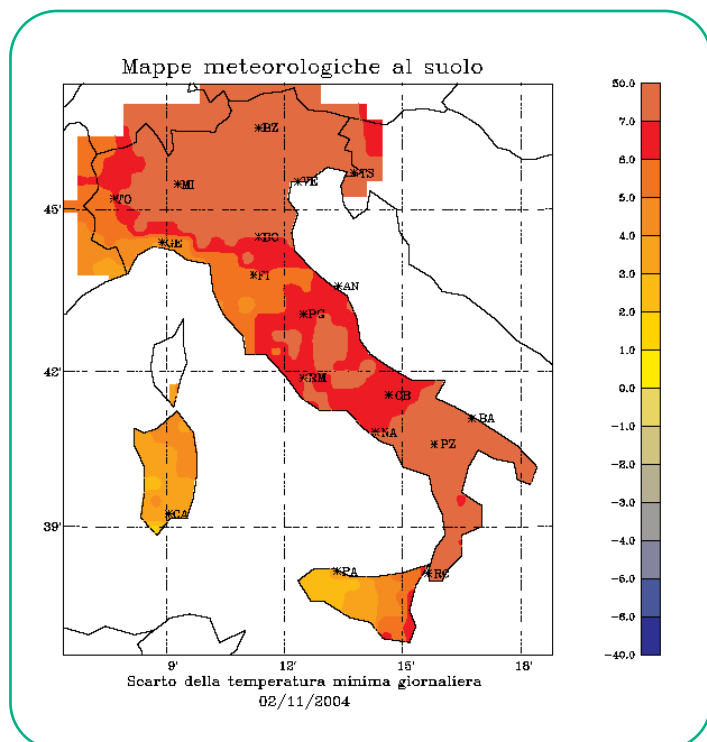 Mappe meteorologiche al suolo
50.0
7.0
6.0
5.0
4.0
3.0
2.0
1.0
0.0
-1.0
-2.0
-3.0
-4.0
-5.0
-6.0
-40.0
BZ
TS
VE
MI
TO
45'
BO
GE
FI
AN
PG
42'
RM
CB
BA
NA
PZ
39'
CA
PA
RC
9' 12' 15' 18'
Scarto della temperatura minima giornaliera
02/11/2004